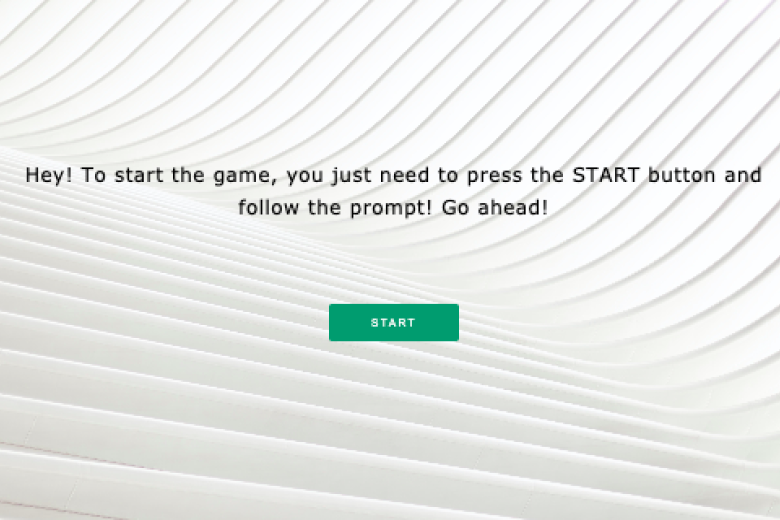 Hey! To start the game, you just need to press the START button and
follow the prompt! Go ahead!
START